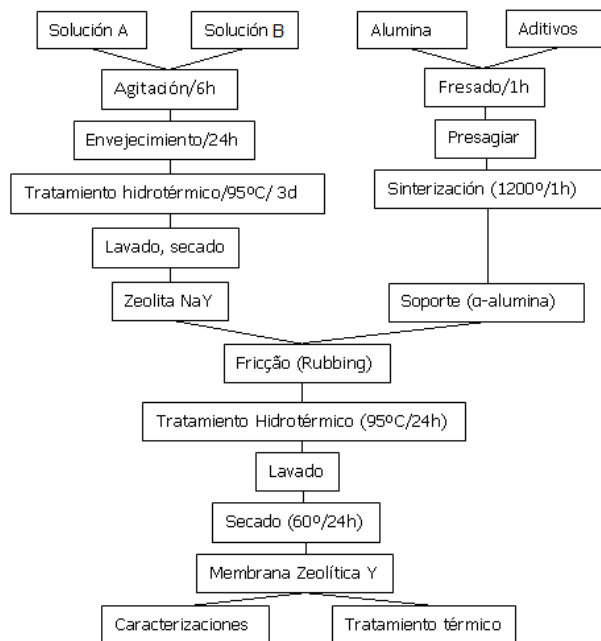 Solución A
Solución B
Alumina
Aditivos
Agitación/6h
Fresado/1h
Envejecimiento/24h
Presagiar
Tratamiento hidrotérmico/95ºC/ 3d
Sinterización (1200º/1h)
Lavado, secado
Zeolita NaY
Soporte (α-alumina)
Fricção (Rubbing)
Tratamiento Hidrotérmico (95ºC/24h)
Lavado
Secado (60º/24h)
Membrana Zeolítica Y
Caracterizaciones
Tratamiento térmico